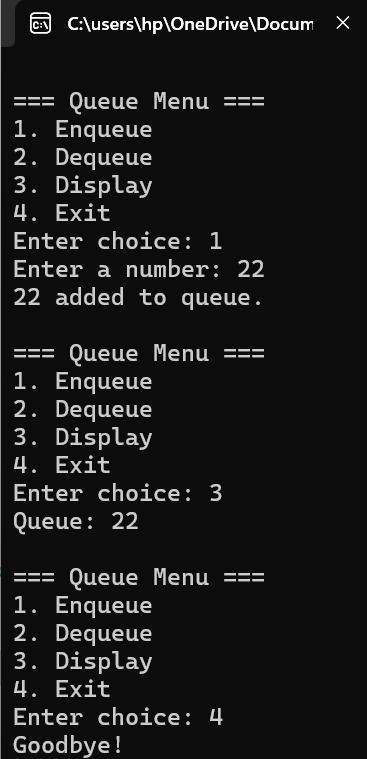 C:\users\hp\OneDrive\Docum
=== Queue Menu ===
1. Enqueue
2. Dequeue
3. Display
4. Exit
Enter choice: 1
Enter a number: 22
22 added to queue.
=== Queue Menu ===
1. Enqueue
2. Dequeue
3. Display
4. Exit
Enter choice: 3
Queue: 22
=== Queue Menu ===
1. Enqueue
2. Dequeue
3. Display
4. Exit
Enter choice: 4
Goodbye!